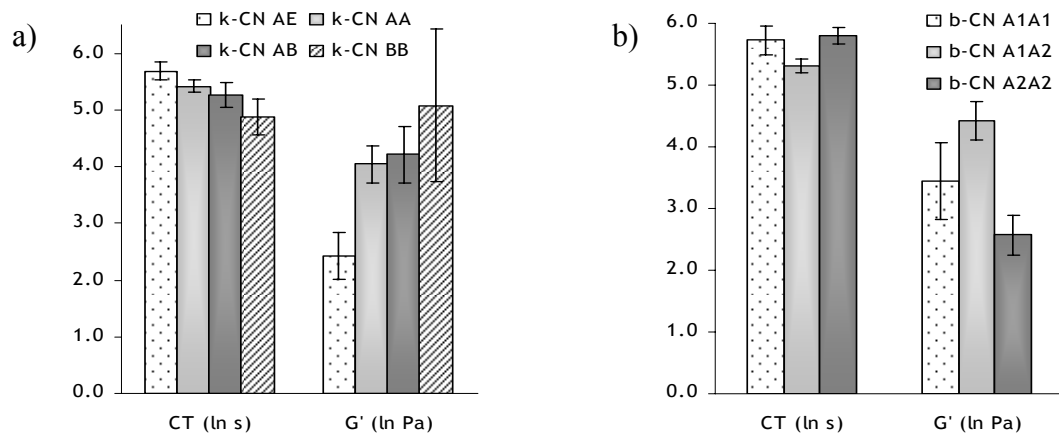 a)
k-CN AE k-CN AA
k-CN AB k-CN BB
6.0
5.0
4.0
3.0
2.0
1.0
0.0
CT (ln s) G' (ln Pa)
b)
b-CN A1A1
b-CN A1A2
b-CN A2A2
6.0
5.0
4.0
3.0
2.0
1.0
0.0
CT (ln s) G' (ln Pa)